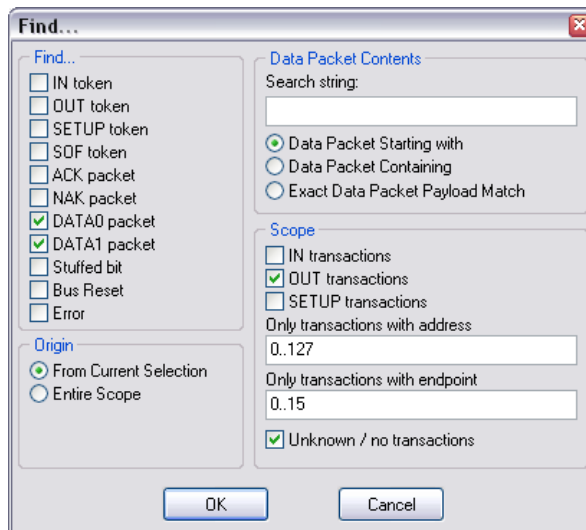 Find...
Find...
IN token
OUT token
SETUP token
SOF token
ACK packet
NAK packet
DATA0 packet
DATA1 packet
Stuffed bit
Bus Reset
Error
Origin
From Current Selection
Entire Scope
Data Packet Contents
Search string:
Data Packet Starting with
Data Packet Containing
Exact Data Packet Payload Match
Scope
IN transactions
OUT transactions
SETUP transactions
Only transactions with address
0..127
Only transactions with endpoint
0..15
Unknown / no transactions
OK
Cancel